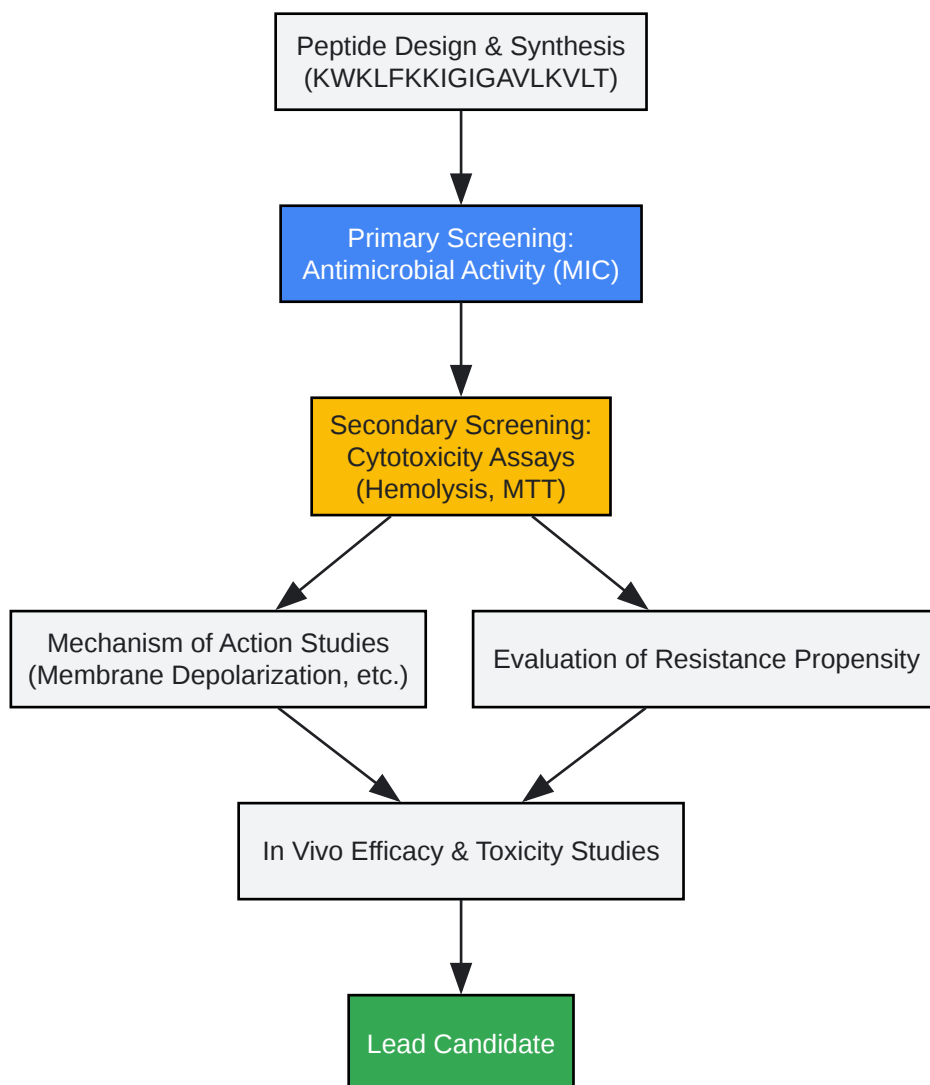 Peptide Design & Synthesis
(KWKLFKKIGIGAVLKVLT)
Primary Screening:
Antimicrobial Activity (MIC)
Secondary Screening:
Cytotoxicity Assays
(Hemolysis, MTT)
Mechanism of Action Studies
(Membrane Depolarization, etc.)
Evaluation of Resistance Propensity
In Vivo Efficacy & Toxicity Studies
Lead Candidate